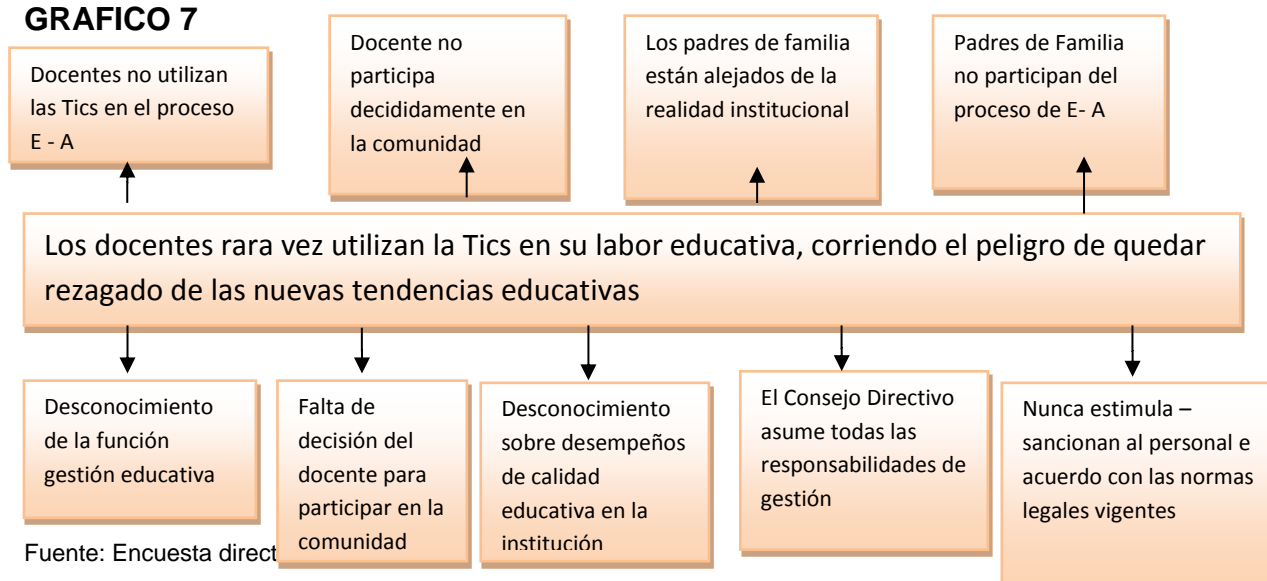 GRAFICO 7
Docentes no utilizan
las Tics en el proceso
E - A
Docente no
participa
decididamente en
la comunidad
Los padres de familia
están alejados de la
realidad institucional
Padres de Familia
no participan del
proceso de E- A
Los docentes rara vez utilizan la Tics en su labor educativa, corriendo el peligro de quedar
rezagado de las nuevas tendencias educativas
Desconocimiento
de la función
gestión educativa
Falta de
decisión del
docente para
participar en la
comunidad
Desconocimiento
sobre desempeños
de calidad
educativa en la
institución
El Consejo Directivo
asume todas las
responsabilidades de
gestión
Nunca estimula –
sancionan al personal e
acuerdo con las normas
legales vigentes
Fuente: Encuesta direct